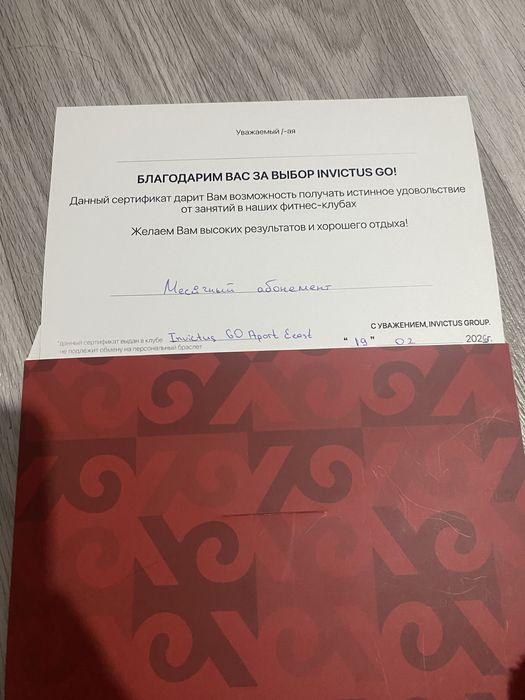 Уважаемый /-ая
БЛАГОДАРИМ ВАС ЗА ВЫБОР INVICTUS GO!
Данный сертификат дарит Вам возможность получать истинное удовольствие
от занятий в наших фитнес-клубах
Желаем Вам высоких результатов и хорошего отдыха!
Месячный абонемент
С УВАЖЕНИЕМ, INVICTUS GROUP.
*данный сертификат выдан в клубе Invictus GO Aport East "19" 02
не подлежит обмену на персональный браслет